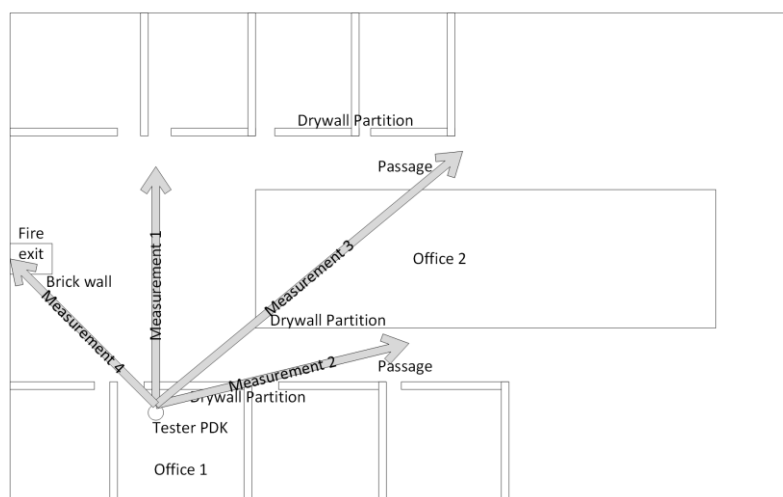 Drywall Partition
Passage
Fire
exit
Brick wall
Measurement 1
Measurement 3
Office 2
Measurement 4
Drywall Partition
Measurement 2
Passage
Drywall Partition
Tester PDK
Office 1